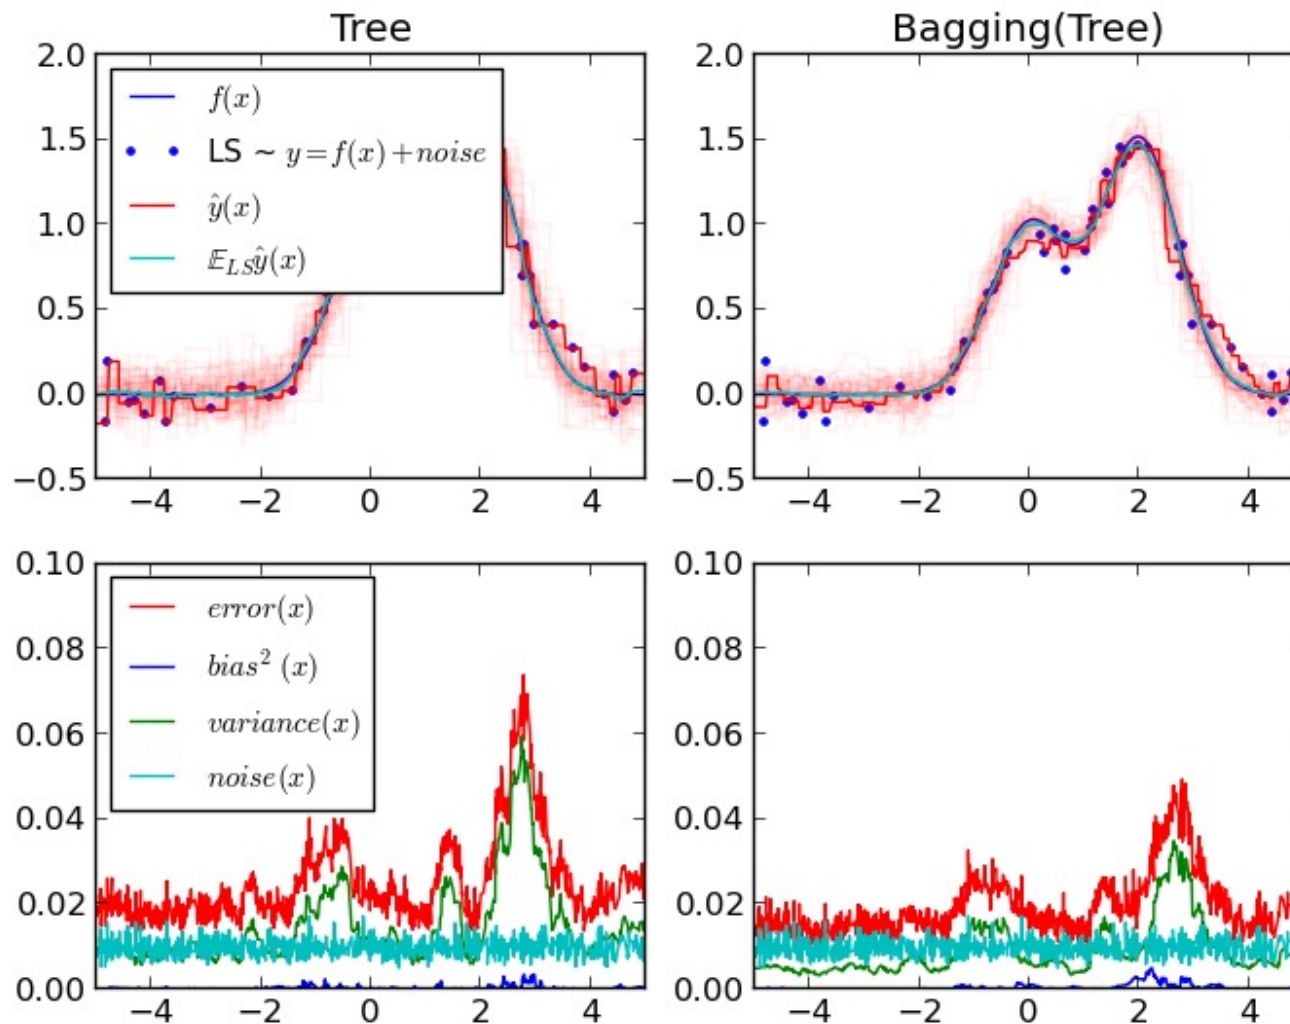 Tree
Bagging(Tree)
2.0
1.5
1.0
0.5
0.0
−0.5
f(x)
LS ~ y=f(x)+noise
ŷ(x)
𝔼_{LS}ŷ(x)
−4 −2 0 2 4
2.0
1.5
1.0
0.5
0.0
−0.5
−4 −2 0 2 4
0.10
0.08
0.06
0.04
0.02
0.00
error(x)
bias² (x)
variance(x)
noise(x)
−4 −2 0 2 4
0.10
0.08
0.06
0.04
0.02
0.00
−4 −2 0 2 4